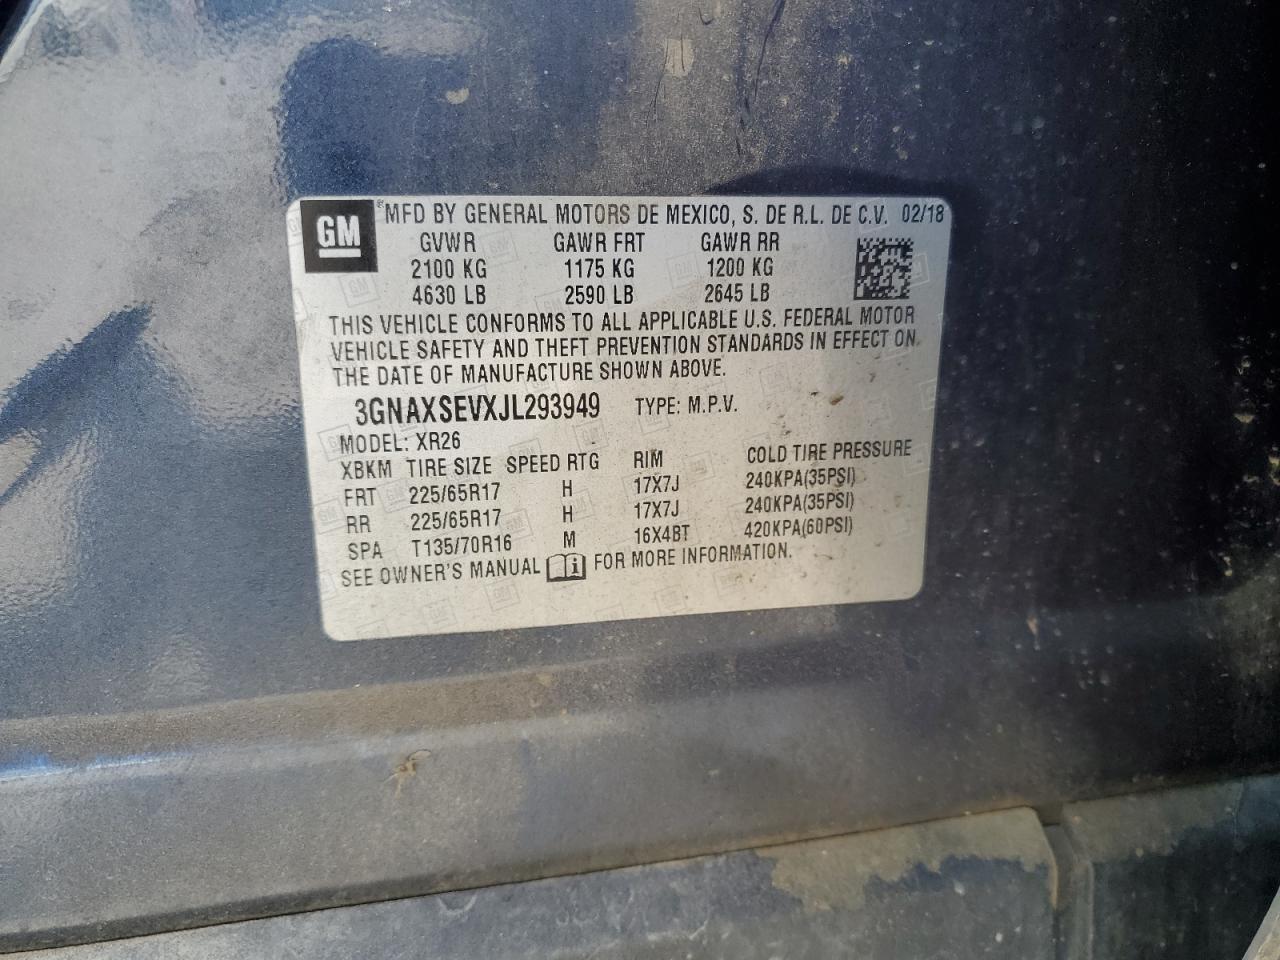 GM ® MFD BY GENERAL MOTORS DE MEXICO, S. DE R.L. DE C.V. 02/18
GVWR GAWR FRT GAWR RR
2100 KG 1175 KG 1200 KG
4630 LB 2590 LB 2645 LB
THIS VEHICLE CONFORMS TO ALL APPLICABLE U.S. FEDERAL MOTOR
VEHICLE SAFETY AND THEFT PREVENTION STANDARDS IN EFFECT ON
THE DATE OF MANUFACTURE SHOWN ABOVE.
3GNAXSEVXJL293949 TYPE: M.P.V.
MODEL: XR26
XBKM TIRE SIZE SPEED RTG RIM COLD TIRE PRESSURE
FRT 225/65R17 H 17X7J 240KPA(35PSI)
RR 225/65R17 H 17X7J 240KPA(35PSI)
SPA T135/70R16 M 16X4BT 420KPA(60PSI)
SEE OWNER'S MANUAL i FOR MORE INFORMATION.